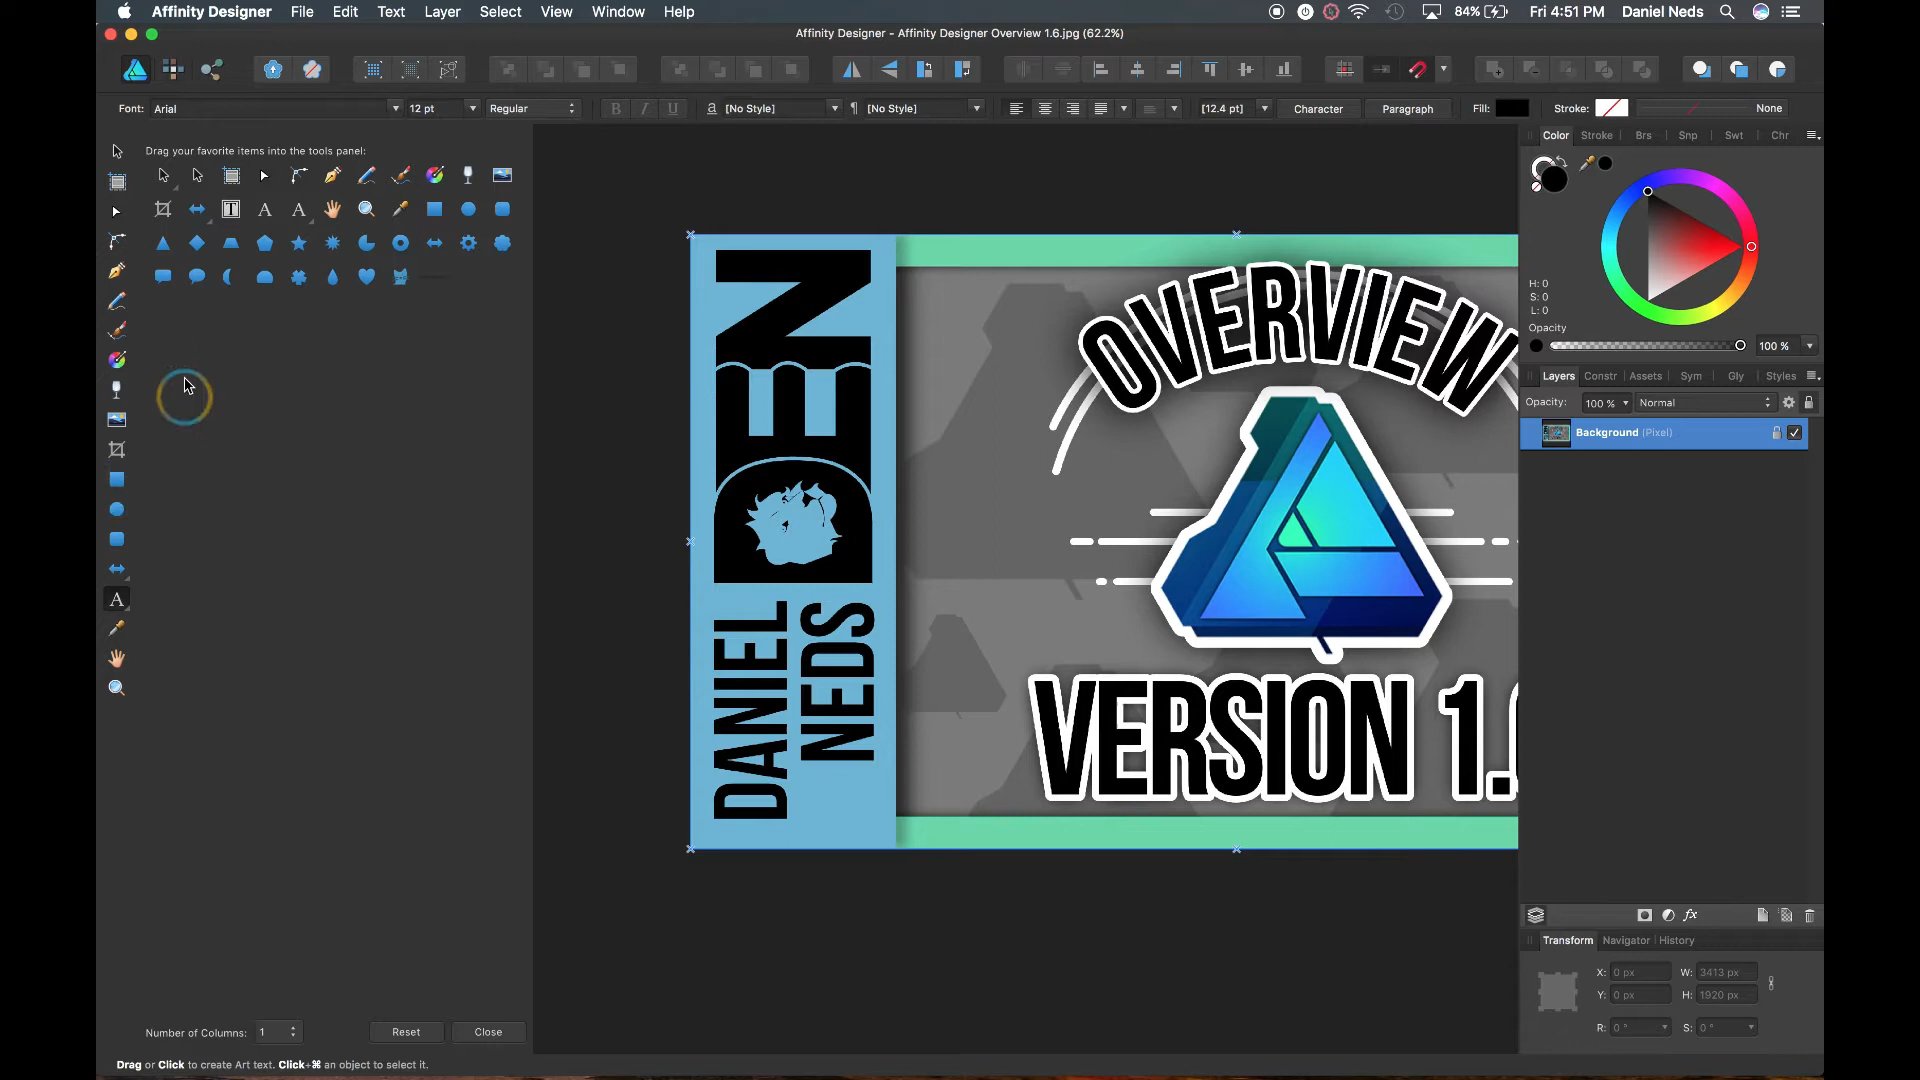 Affinity Designer File Edit Text Layer Select View Window Help
84% Fri 4:51 PM Daniel Neds
Affinity Designer - Affinity Designer Overview 1.6.jpg (62.2%)
Font: Arial 12 pt Regular B I U a [No Style] ¶ [No Style] [12.4 pt] Character Paragraph Fill: Stroke: None
Drag your favorite items into the tools panel:
Color Stroke Brs Snp Swt Chr
H: 0
S: 0
L: 0
Opacity
100 %
Layers Constr Assets Sym Gly Styles
Opacity: 100 % Normal
Background (Pixel)
DEN
DANIEL
NEDS
OVERVIEW
VERSION 1.
fx
Transform Navigator History
X: 0 px W: 3413 px
Y: 0 px H: 1920 px
R: 0 ° S: 0 °
Number of Columns: 1 Reset Close
Drag or Click to create Art text. Click+⌘ an object to select it.